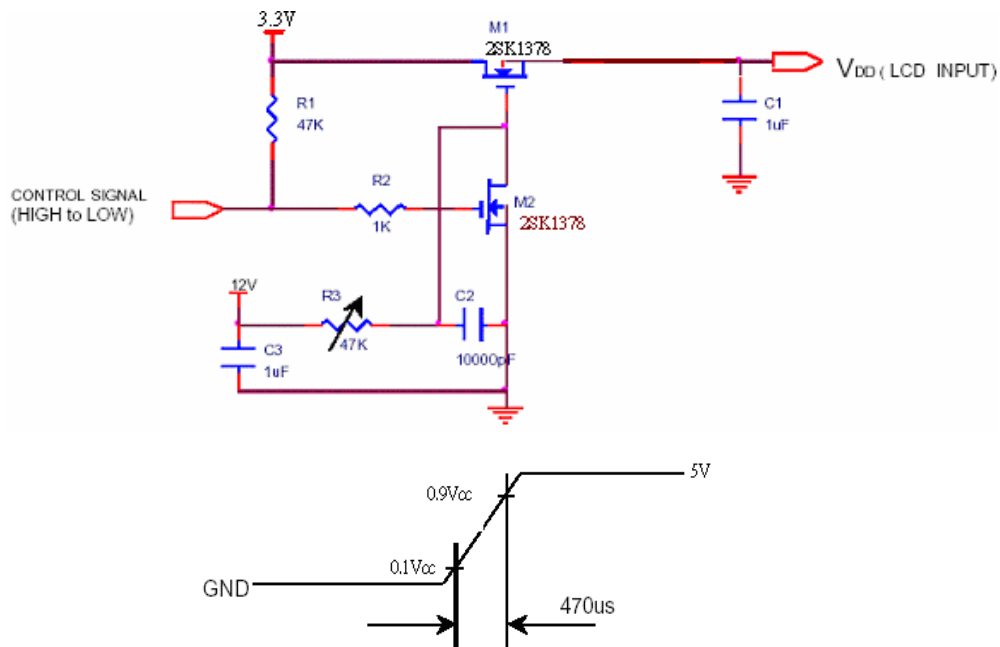 3.3V
M1
2SK1378
R1
47K
VDD ( LCD INPUT)
C1
1uF
CONTROL SIGNAL
(HIGH to LOW)
R2
1K
M2
2SK1378
12V
R3
47K
C2
10000pF
C3
1uF
5V
0.9Vcc
0.1Vcc
GND
470us